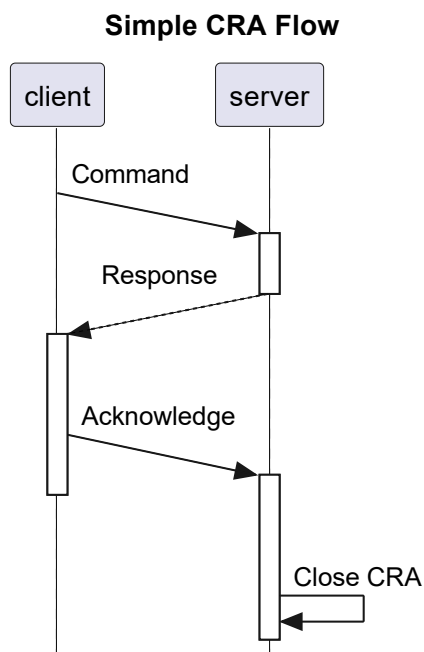 Simple CRA Flow
client
server
Command
Response
Acknowledge
Close CRA